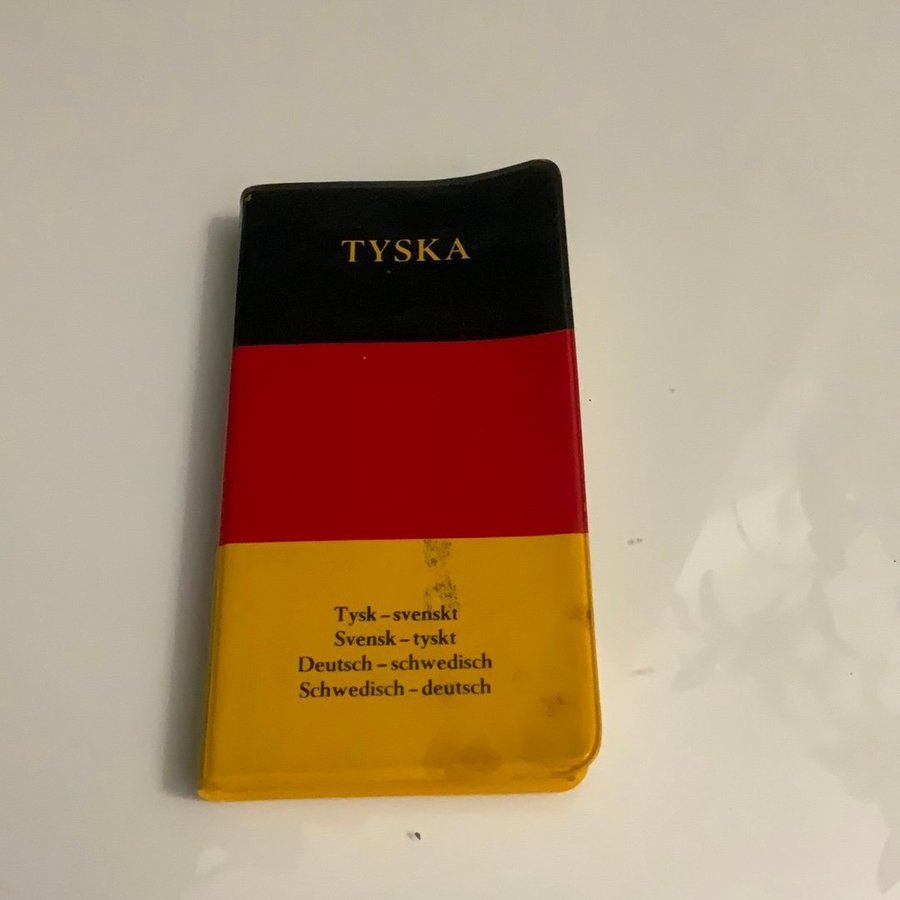 TYSKA
Tysk – svenskt
Svensk – tyskt
Deutsch – schwedisch
Schwedisch – deutsch